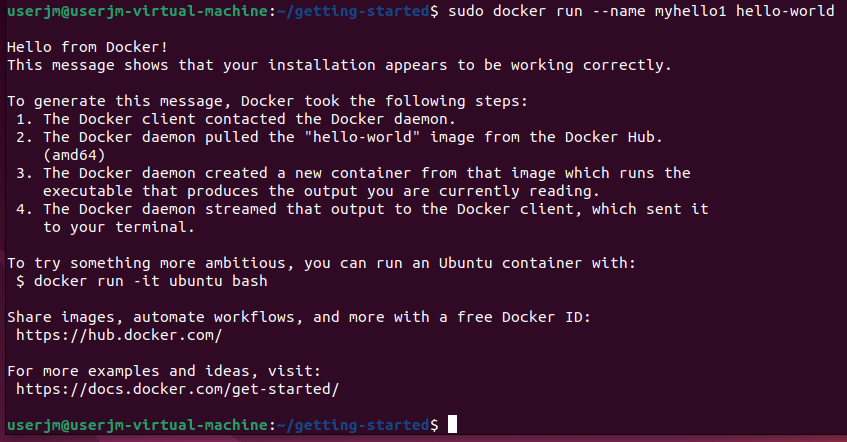 userjm@userjm-virtual-machine:~/getting-started$ sudo docker run --name myhello1 hello-world
Hello from Docker!
This message shows that your installation appears to be working correctly.
To generate this message, Docker took the following steps:
1. The Docker client contacted the Docker daemon.
2. The Docker daemon pulled the "hello-world" image from the Docker Hub.
(amd64)
3. The Docker daemon created a new container from that image which runs the
executable that produces the output you are currently reading.
4. The Docker daemon streamed that output to the Docker client, which sent it
to your terminal.
To try something more ambitious, you can run an Ubuntu container with:
$ docker run -it ubuntu bash
Share images, automate workflows, and more with a free Docker ID:
https://hub.docker.com/
For more examples and ideas, visit:
https://docs.docker.com/get-started/
userjm@userjm-virtual-machine:~/getting-started$